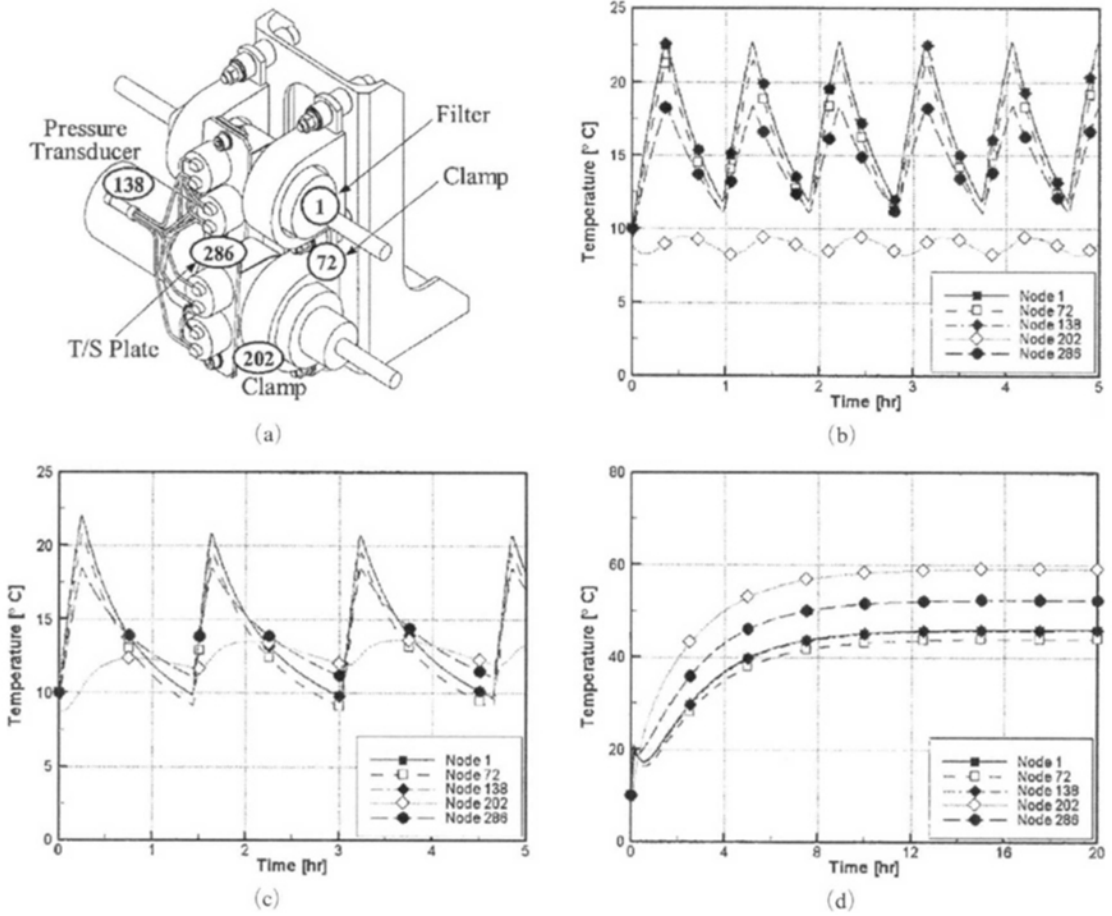 Pressure
Transducer
138
Filter
Clamp
1
286
72
T/S Plate
202
Clamp
(a)
Temperature [° C]
25
20
15
10
5
0
0 1 2 3 4 5
Time [hr]
Node 1
Node 72
Node 138
Node 202
Node 286
(b)
Temperature [° C]
25
20
15
10
5
0
0 1 2 3 4 5
Time [hr]
Node 1
Node 72
Node 138
Node 202
Node 286
(c)
Temperature [° C]
80
60
40
20
0
0 4 8 12 16 20
Time [hr]
Node 1
Node 72
Node 138
Node 202
Node 286
(d)